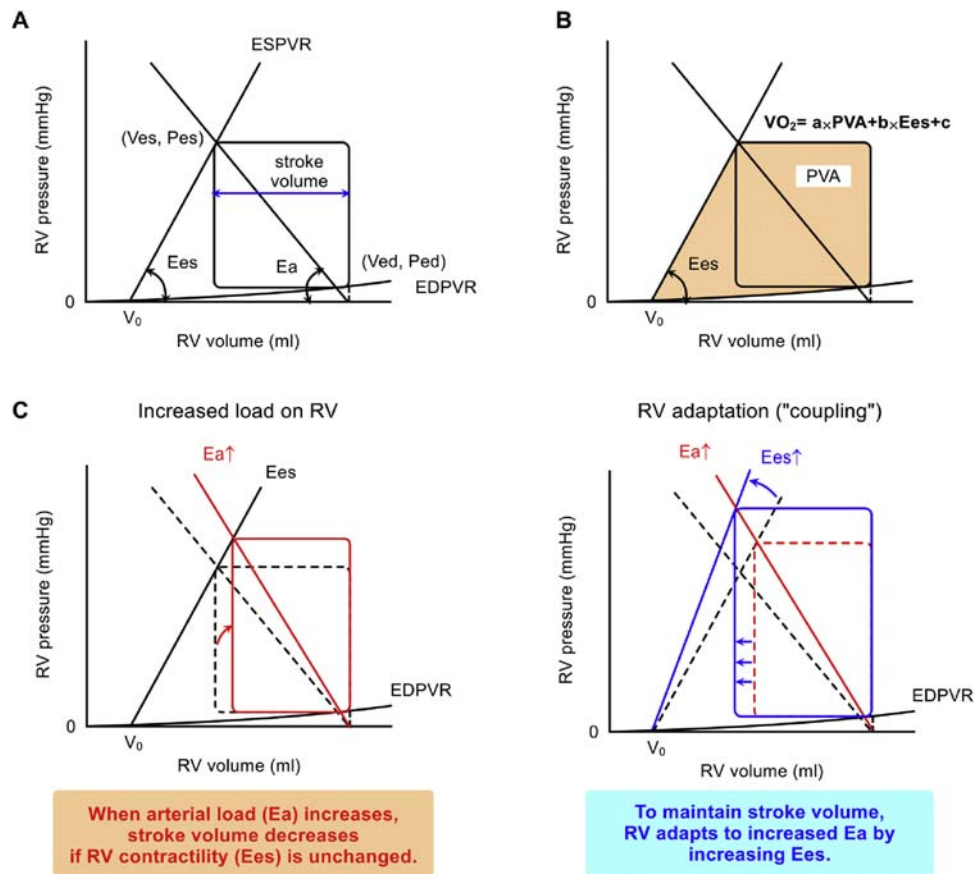 A
ESPVR
RV pressure (mmHg)
(Ves, Pes)
stroke
volume
Ees
Ea
(Ved, Ped)
EDPVR
0
V₀
RV volume (ml)
B
VO₂= a×PVA+b×Ees+c
RV pressure (mmHg)
PVA
Ees
0
V₀
RV volume (ml)
C
Increased load on RV
Ea↑
Ees
RV pressure (mmHg)
EDPVR
0
V₀
RV volume (ml)
When arterial load (Ea) increases,
stroke volume decreases
if RV contractility (Ees) is unchanged.
RV adaptation ("coupling")
Ea↑
Ees↑
RV pressure (mmHg)
EDPVR
0
V₀
RV volume (ml)
To maintain stroke volume,
RV adapts to increased Ea by
increasing Ees.